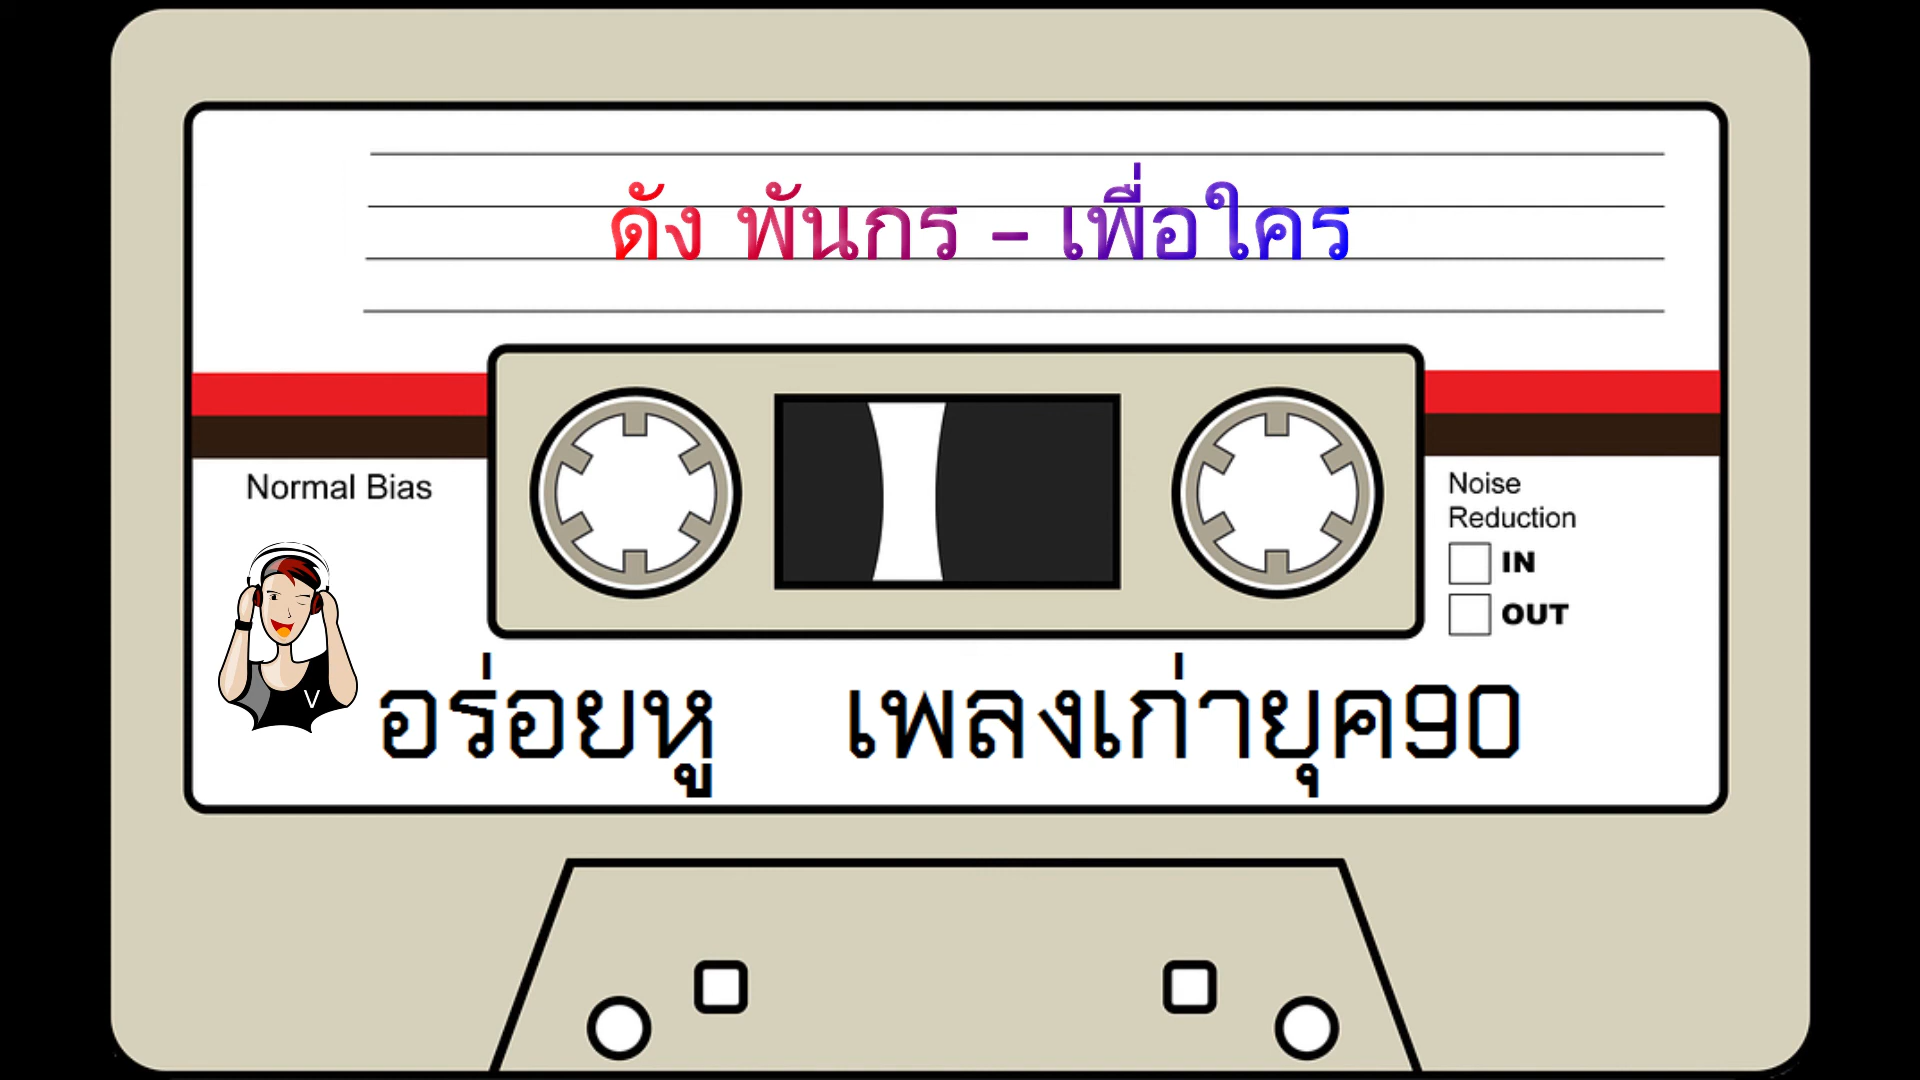 ดัง พันกร – เพื่อใคร
Normal Bias
Noise
Reduction
IN
OUT
V
อร่อยหู เพลงเก่ายุค90